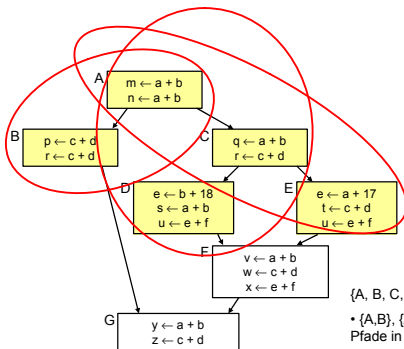 A
m ← a + b
n ← a + b
B
p ← c + d
r ← c + d
C
q ← a + b
r ← c + d
D
e ← b + 18
s ← a + b
u ← e + f
E
e ← a + 17
t ← c + d
u ← e + f
F
v ← a + b
w ← c + d
x ← e + f
G
y ← a + b
z ← c + d
{A, B, C,
• {A,B}, {
Pfade in